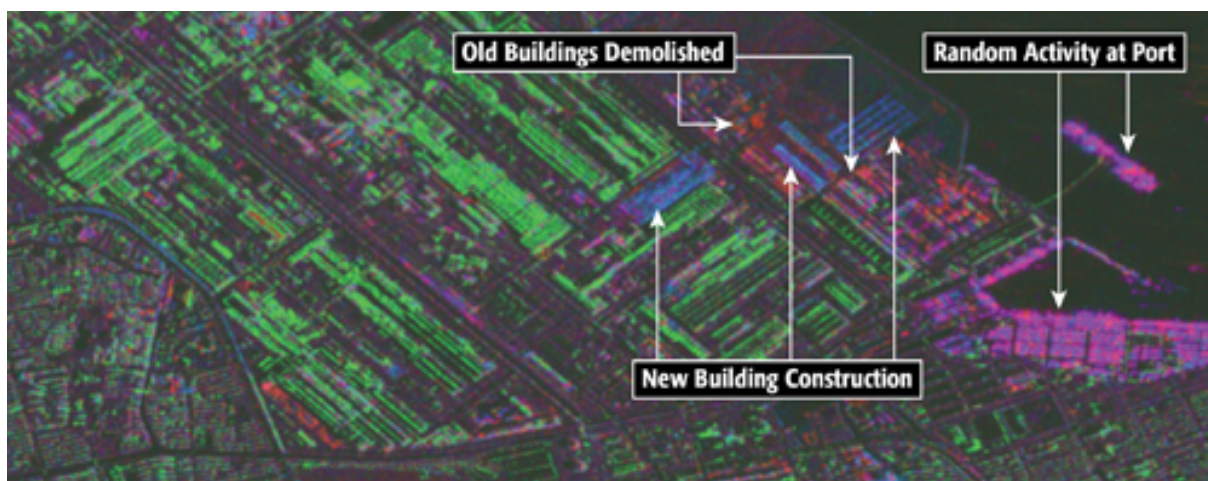 Old Buildings Demolished
Random Activity at Port
New Building Construction